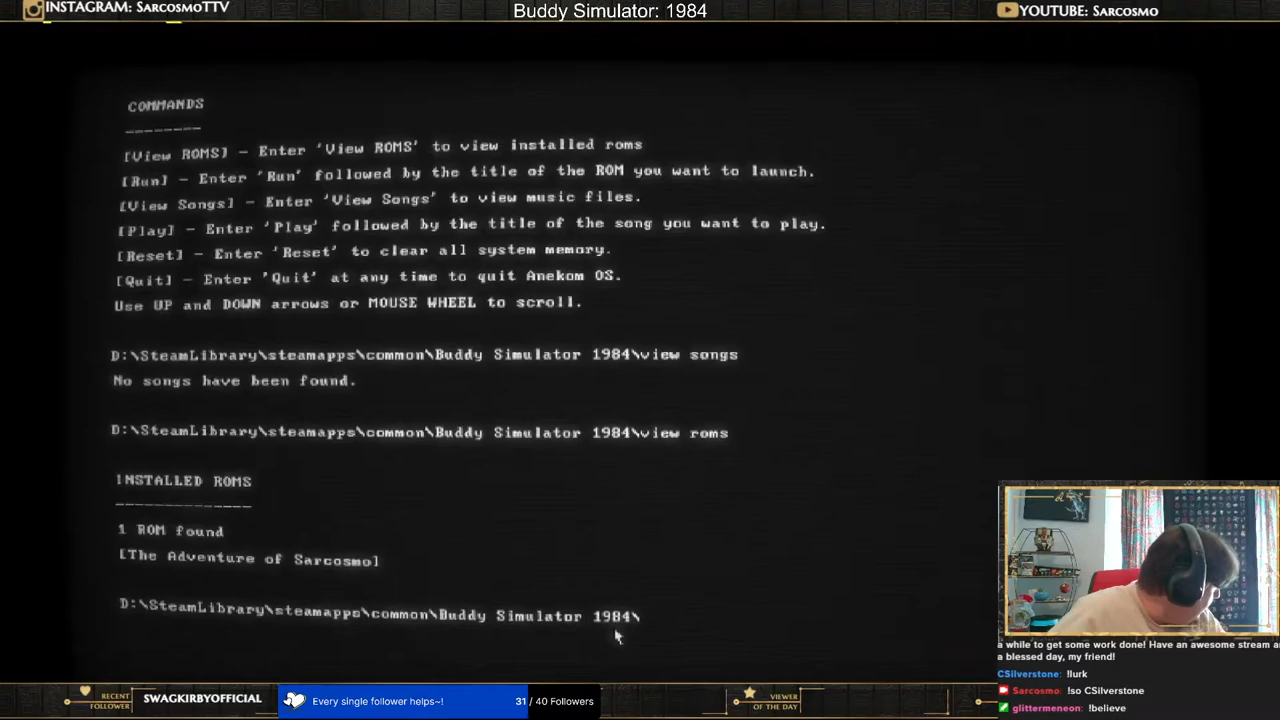 INSTAGRAM: SarcosmoTTV
Buddy Simulator: 1984
YOUTUBE: Sarcosmo
COMMANDS
----------
[View ROMS] - Enter 'View ROMS' to view installed roms
[Run] - Enter 'Run' followed by the title of the ROM you want to launch.
[View Songs] - Enter 'View Songs' to view music files.
[Play] - Enter 'Play' followed by the title of the song you want to play.
[Reset] - Enter 'Reset' to clear all system memory.
[Quit] - Enter 'Quit' at any time to quit Anekom OS.
Use UP and DOWN arrows or MOUSE WHEEL to scroll.
D:\SteamLibrary\steamapps\common\Buddy Simulator 1984\view songs
No songs have been found.
D:\SteamLibrary\steamapps\common\Buddy Simulator 1984\view roms
INSTALLED ROMS
------------------
1 ROM found
[The Adventure of Sarcosmo]
D:\SteamLibrary\steamapps\common\Buddy Simulator 1984\
a while to get some work done! Have an awesome stream a
a blessed day, my friend!
CSilverstone: !lurk
Sarcosmo: !so CSilverstone
glittermeneon: !believe
RECENT FOLLOWER
SWAGKIRBYOFFICIAL
Every single follower helps~!
31 / 40 Followers
VIEWER OF THE DAY